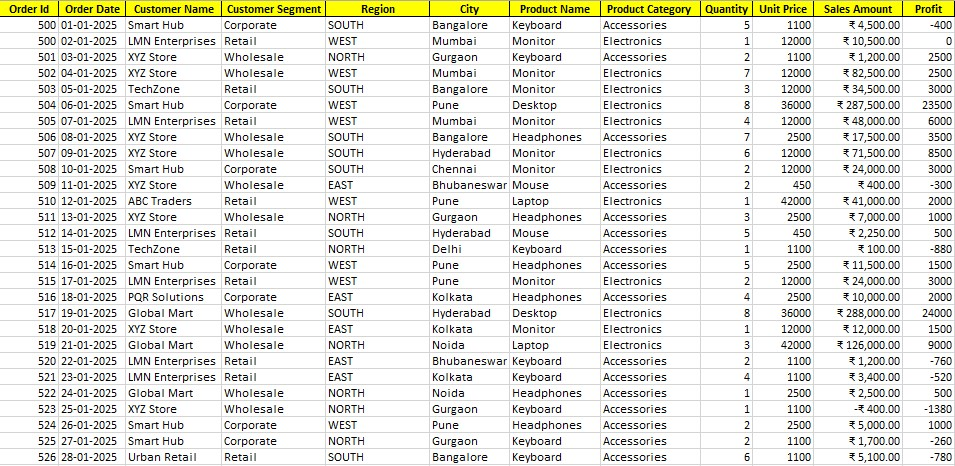 Order Id Order Date Customer Name Customer Segment Region City Product Name Product Category Quantity Unit Price Sales Amount Profit
500 01-01-2025 Smart Hub Corporate SOUTH Bangalore Keyboard Accessories 5 1100 ₹ 4,500.00 -400
500 02-01-2025 LMN Enterprises Retail WEST Mumbai Monitor Electronics 1 12000 ₹ 10,500.00 0
501 03-01-2025 XYZ Store Wholesale NORTH Gurgaon Keyboard Accessories 2 1100 ₹ 1,200.00 2500
502 04-01-2025 XYZ Store Wholesale WEST Mumbai Monitor Electronics 7 12000 ₹ 82,500.00 2500
503 05-01-2025 TechZone Retail SOUTH Bangalore Monitor Electronics 3 12000 ₹ 34,500.00 3000
504 06-01-2025 Smart Hub Corporate WEST Pune Desktop Electronics 8 36000 ₹ 287,500.00 23500
505 07-01-2025 LMN Enterprises Retail WEST Mumbai Monitor Electronics 4 12000 ₹ 48,000.00 6000
506 08-01-2025 XYZ Store Wholesale SOUTH Bangalore Headphones Accessories 7 2500 ₹ 17,500.00 3500
507 09-01-2025 XYZ Store Wholesale SOUTH Hyderabad Monitor Electronics 6 12000 ₹ 71,500.00 8500
508 10-01-2025 Smart Hub Corporate SOUTH Chennai Monitor Electronics 2 12000 ₹ 24,000.00 3000
509 11-01-2025 XYZ Store Wholesale EAST Bhubaneswar Mouse Accessories 2 450 ₹ 400.00 -300
510 12-01-2025 ABC Traders Retail WEST Pune Laptop Electronics 1 42000 ₹ 41,000.00 2000
511 13-01-2025 XYZ Store Wholesale NORTH Gurgaon Headphones Accessories 3 2500 ₹ 7,000.00 1000
512 14-01-2025 LMN Enterprises Retail SOUTH Hyderabad Mouse Accessories 5 450 ₹ 2,250.00 500
513 15-01-2025 TechZone Retail NORTH Delhi Keyboard Accessories 1 1100 ₹ 100.00 -880
514 16-01-2025 Smart Hub Corporate WEST Pune Headphones Accessories 5 2500 ₹ 11,500.00 1500
515 17-01-2025 LMN Enterprises Retail WEST Pune Monitor Electronics 2 12000 ₹ 24,000.00 3000
516 18-01-2025 PQR Solutions Corporate EAST Kolkata Headphones Accessories 4 2500 ₹ 10,000.00 2000
517 19-01-2025 Global Mart Wholesale SOUTH Hyderabad Desktop Electronics 8 36000 ₹ 288,000.00 24000
518 20-01-2025 XYZ Store Wholesale EAST Kolkata Monitor Electronics 1 12000 ₹ 12,000.00 1500
519 21-01-2025 Global Mart Wholesale NORTH Noida Laptop Electronics 3 42000 ₹ 126,000.00 9000
520 22-01-2025 LMN Enterprises Retail EAST Bhubaneswar Keyboard Accessories 2 1100 ₹ 1,200.00 -760
521 23-01-2025 LMN Enterprises Retail EAST Kolkata Keyboard Accessories 4 1100 ₹ 3,400.00 -520
522 24-01-2025 Global Mart Wholesale NORTH Noida Headphones Accessories 1 2500 ₹ 2,500.00 500
523 25-01-2025 XYZ Store Wholesale NORTH Gurgaon Keyboard Accessories 1 1100 -₹ 400.00 -1380
524 26-01-2025 Smart Hub Corporate WEST Pune Headphones Accessories 2 2500 ₹ 5,000.00 1000
525 27-01-2025 Smart Hub Corporate NORTH Gurgaon Keyboard Accessories 2 1100 ₹ 1,700.00 -260
526 28-01-2025 Urban Retail Retail SOUTH Bangalore Keyboard Accessories 6 1100 ₹ 5,100.00 -780